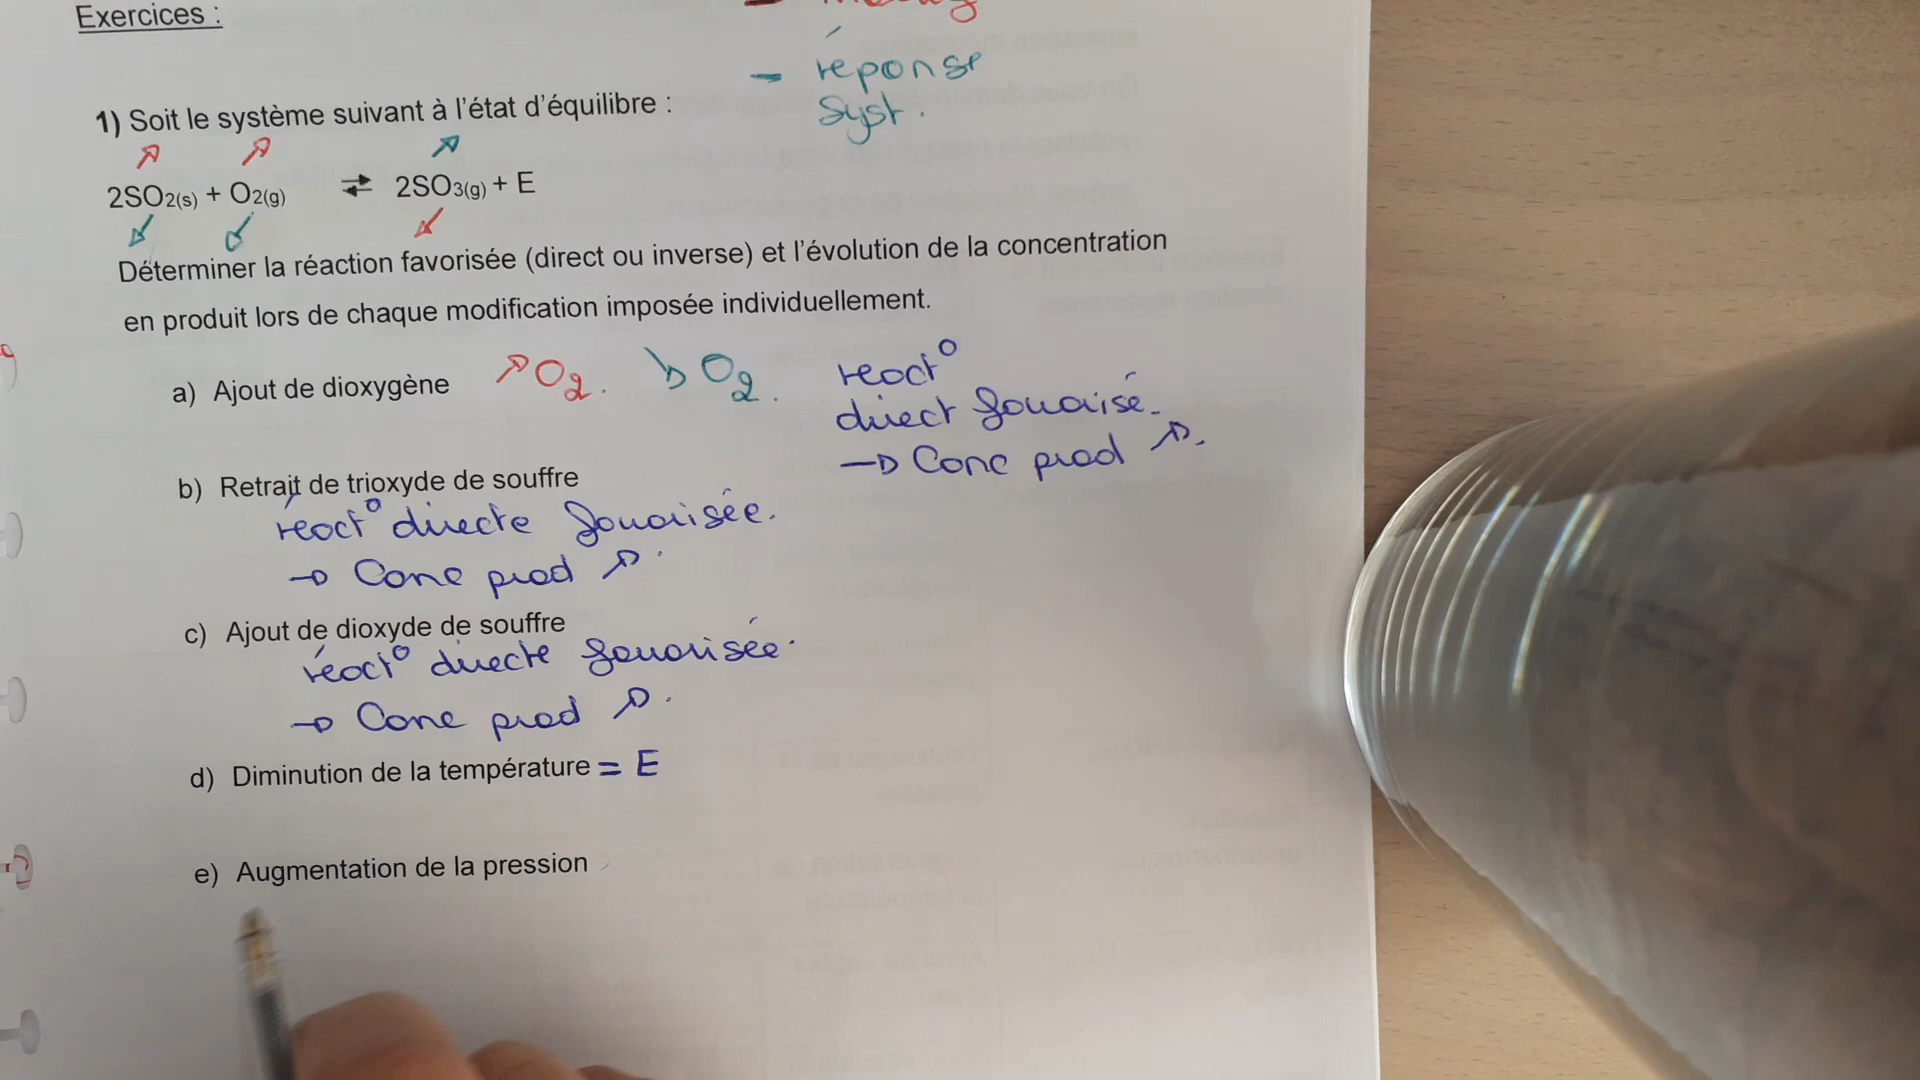 Exercices :
- réponse
syst.
1) Soit le système suivant à l'état d'équilibre :
2SO2(s) + O2(g) ⇄ 2SO3(g) + E
Déterminer la réaction favorisée (direct ou inverse) et l'évolution de la concentration
en produit lors de chaque modification imposée individuellement.
a) Ajout de dioxygène ↗O2. ↘O2.
réact°
direct favorisé.
→ Conc prod ↗.
b) Retrait de trioxyde de souffre
réact° directe favorisée.
→ Conc prod ↗.
c) Ajout de dioxyde de souffre
réact° directe favorisée.
→ Conc prod ↗.
d) Diminution de la température = E
e) Augmentation de la pression